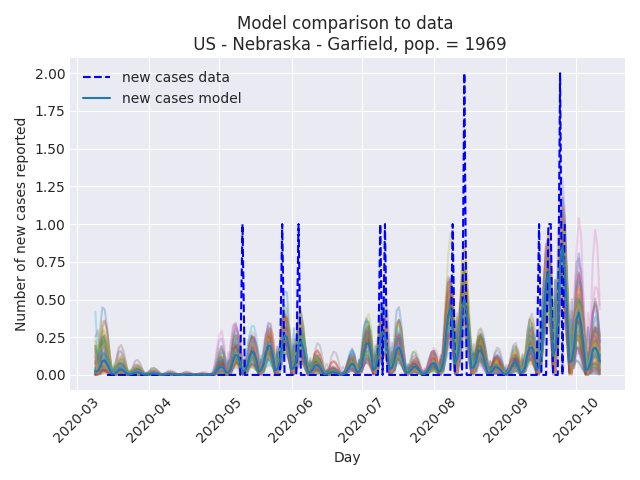 Model comparison to data
US - Nebraska - Garfield, pop. = 1969
new cases data
new cases model
Number of new cases reported
2.00
1.75
1.50
1.25
1.00
0.75
0.50
0.25
0.00
2020-03
2020-04
2020-05
2020-06
2020-07
2020-08
2020-09
2020-10
Day